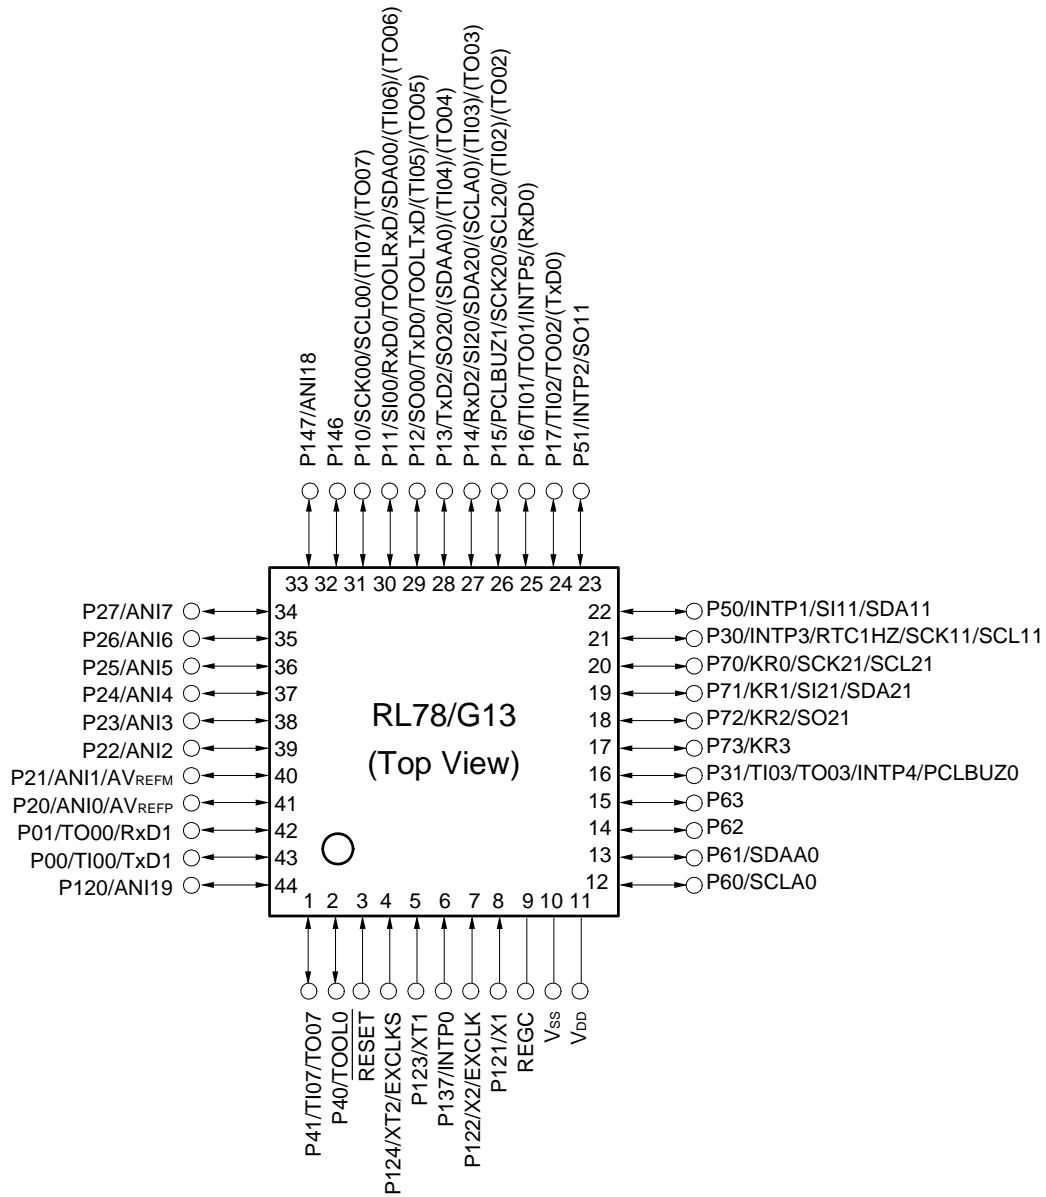 P147/ANI18
P146
P10/SCK00/SCL00/(TI07)/(TO07)
P11/SI00/RxD0/TOOLRxD/SDA00/(TI06)/(TO06)
P12/SO00/TxD0/TOOLTxD/(TI05)/(TO05)
P13/TxD2/SO20/(SDAA0)/(TI04)/(TO04)
P14/RxD2/SI20/SDA20/(SCLA0)/(TI03)/(TO03)
P15/PCLBUZ1/SCK20/SCL20/(TI02)/(TO02)
P16/TI01/TO01/INTP5/(RxD0)
P17/TI02/TO02/(TxD0)
P51/INTP2/SO11
33 32 31 30 29 28 27 26 25 24 23
P27/ANI7 34
P26/ANI6 35
P25/ANI5 36
P24/ANI4 37
P23/ANI3 38
P22/ANI2 39
P21/ANI1/AVREFM 40
P20/ANI0/AVREFP 41
P01/TO00/RxD1 42
P00/TI00/TxD1 43
P120/ANI19 44
RL78/G13
(Top View)
22 P50/INTP1/SI11/SDA11
21 P30/INTP3/RTC1HZ/SCK11/SCL11
20 P70/KR0/SCK21/SCL21
19 P71/KR1/SI21/SDA21
18 P72/KR2/SO21
17 P73/KR3
16 P31/TI03/TO03/INTP4/PCLBUZ0
15 P63
14 P62
13 P61/SDAA0
12 P60/SCLA0
1 2 3 4 5 6 7 8 9 10 11
P41/TI07/TO07
P40/TOOL0
RESET
P124/XT2/EXCLKS
P123/XT1
P137/INTP0
P122/X2/EXCLK
P121/X1
REGC
VSS
VDD